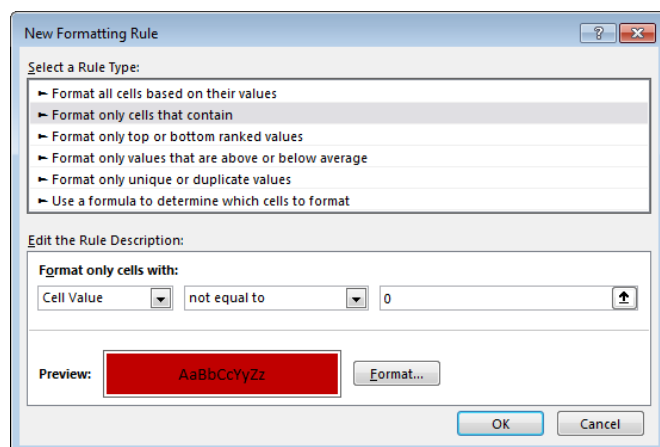 New Formatting Rule
Select a Rule Type:
► Format all cells based on their values
► Format only cells that contain
► Format only top or bottom ranked values
► Format only values that are above or below average
► Format only unique or duplicate values
► Use a formula to determine which cells to format
Edit the Rule Description:
Format only cells with:
Cell Value not equal to 0
Preview: AaBbCcYyZz Format...
OK Cancel